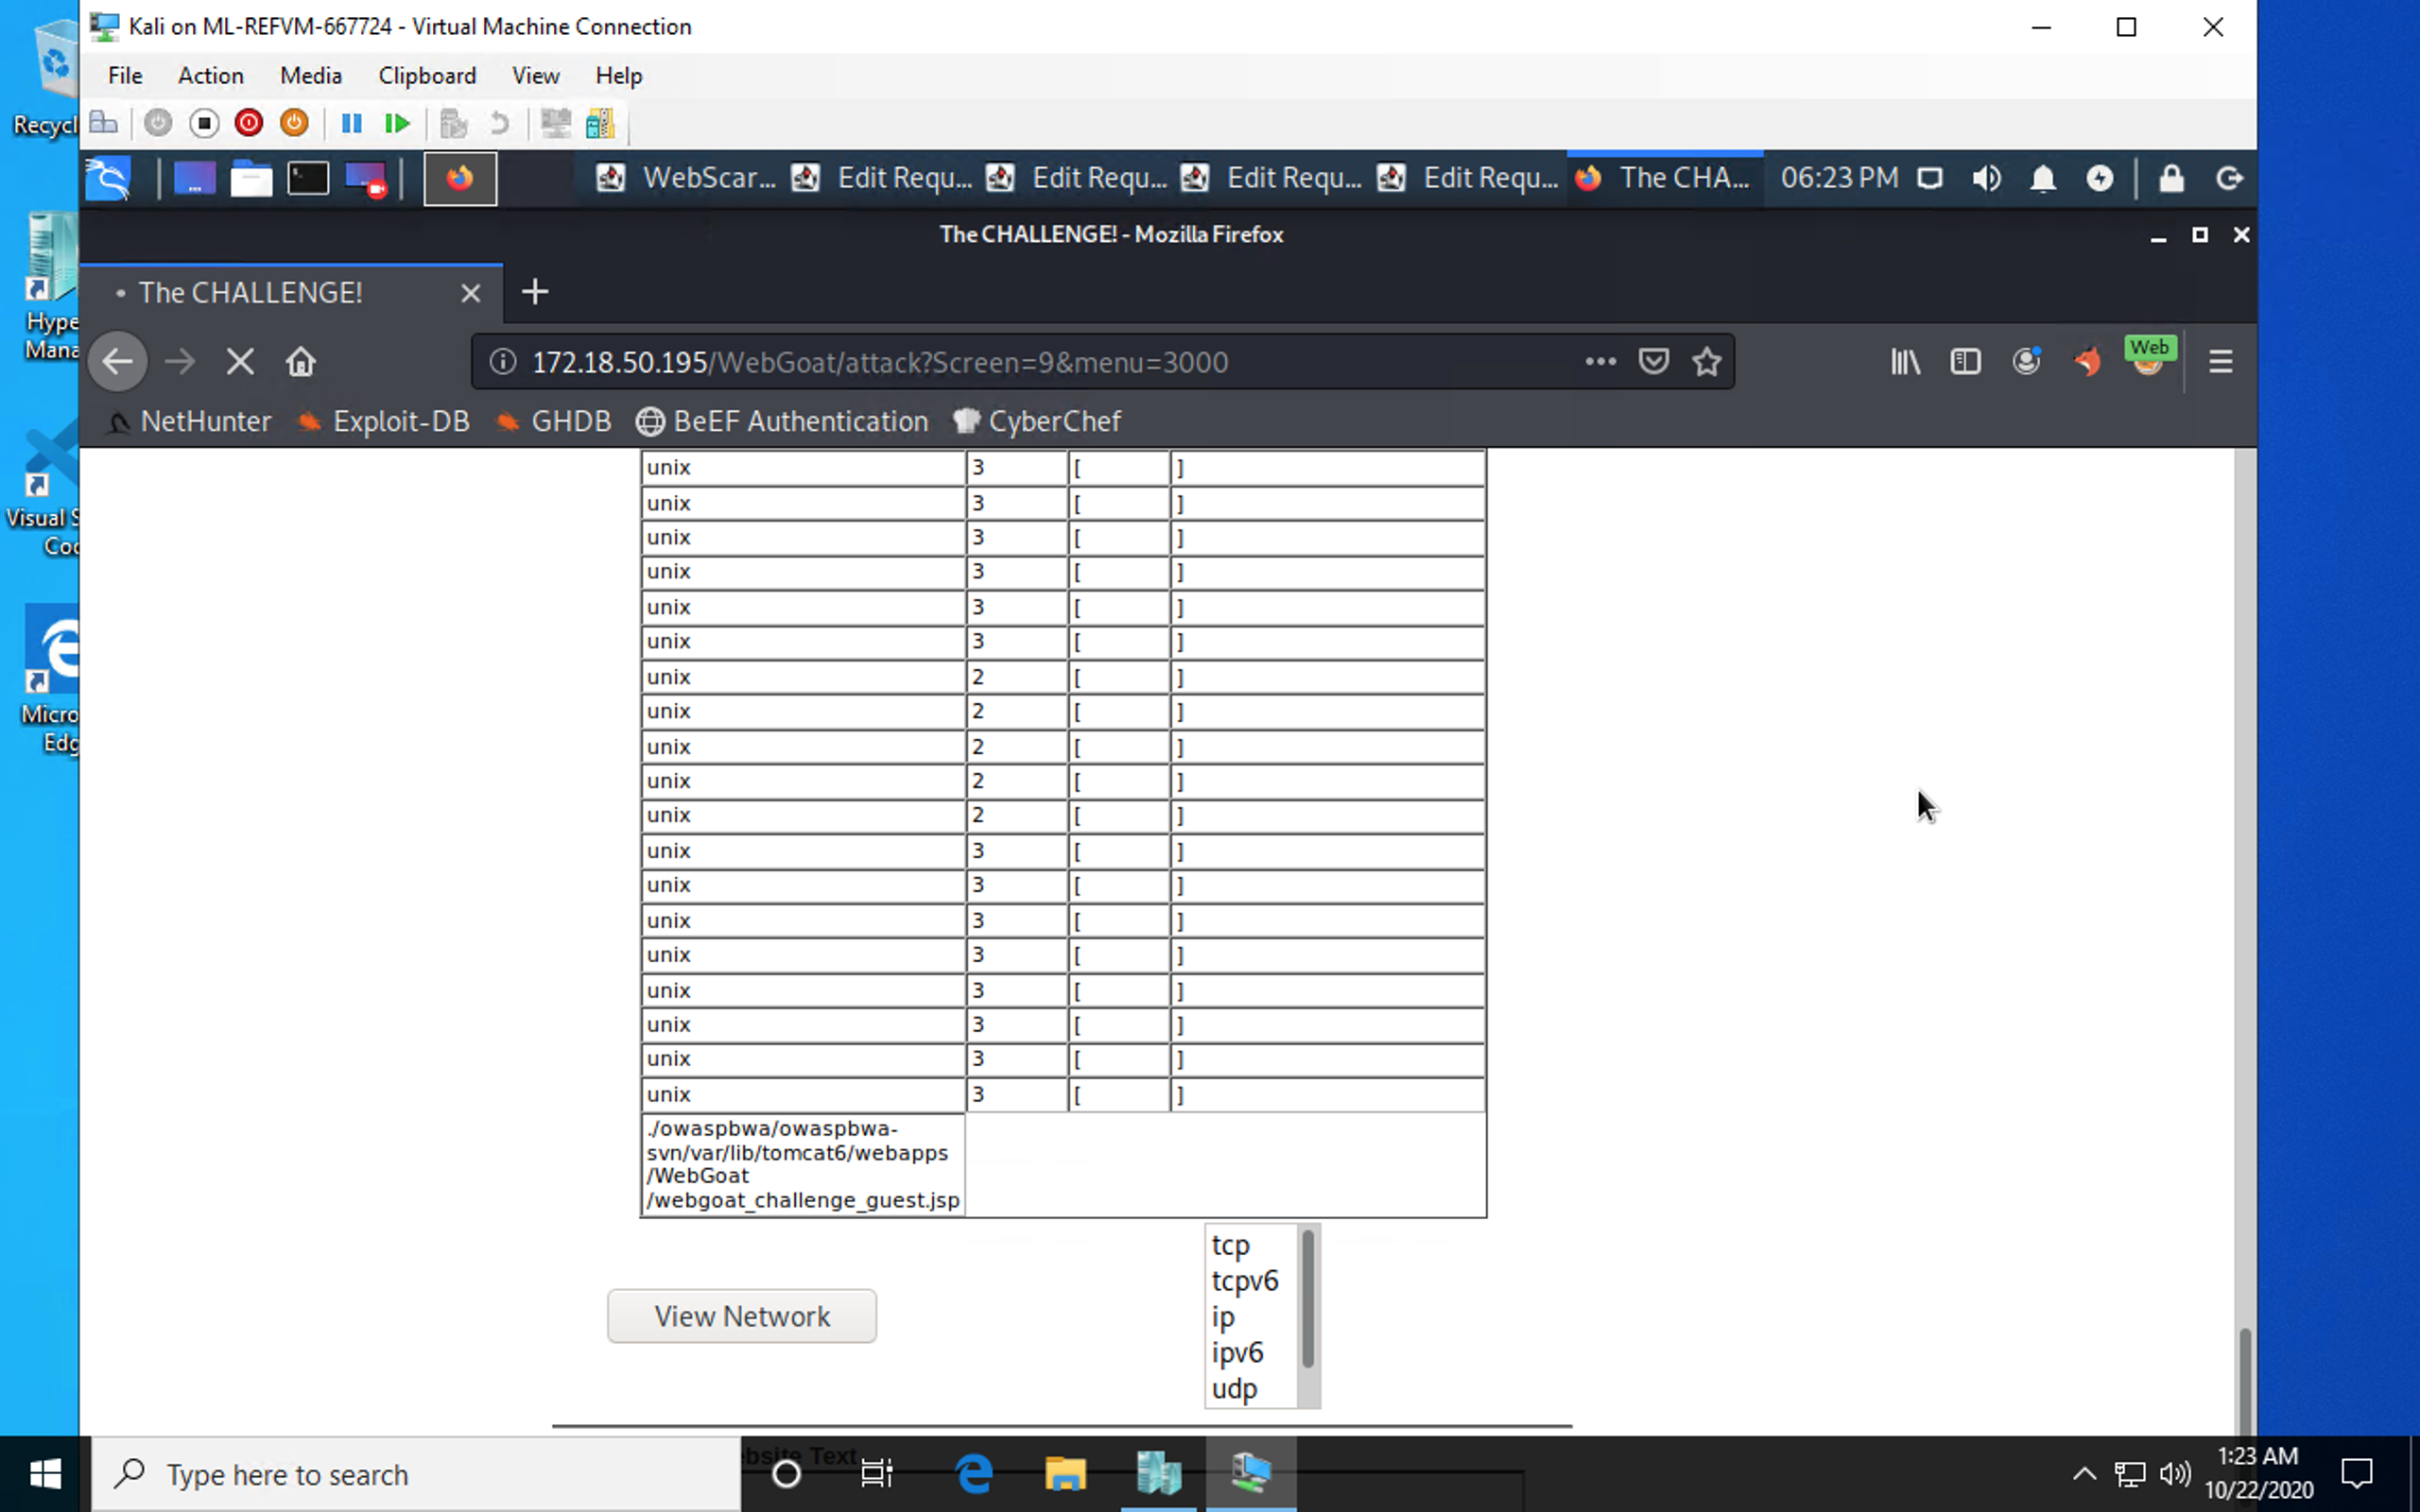 Kali on ML-REFVM-667724 - Virtual Machine Connection
File Action Media Clipboard View Help
Recycl
WebScar... Edit Requ... Edit Requ... Edit Requ... Edit Requ... The CHA... 06:23 PM
The CHALLENGE! - Mozilla Firefox
The CHALLENGE!
172.18.50.195/WebGoat/attack?Screen=9&menu=3000
Web
NetHunter Exploit-DB GHDB BeEF Authentication CyberChef
Hype
Mana
Visual S
Coc
Micro
Edg
unix 3 [ ]
unix 3 [ ]
unix 3 [ ]
unix 3 [ ]
unix 3 [ ]
unix 3 [ ]
unix 2 [ ]
unix 2 [ ]
unix 2 [ ]
unix 2 [ ]
unix 2 [ ]
unix 3 [ ]
unix 3 [ ]
unix 3 [ ]
unix 3 [ ]
unix 3 [ ]
unix 3 [ ]
unix 3 [ ]
unix 3 [ ]
./owaspbwa/owaspbwa-
svn/var/lib/tomcat6/webapps
/WebGoat
/webgoat_challenge_guest.jsp
View Network
tcp
tcpv6
ip
ipv6
udp
bsite Text
Type here to search
1:23 AM
10/22/2020